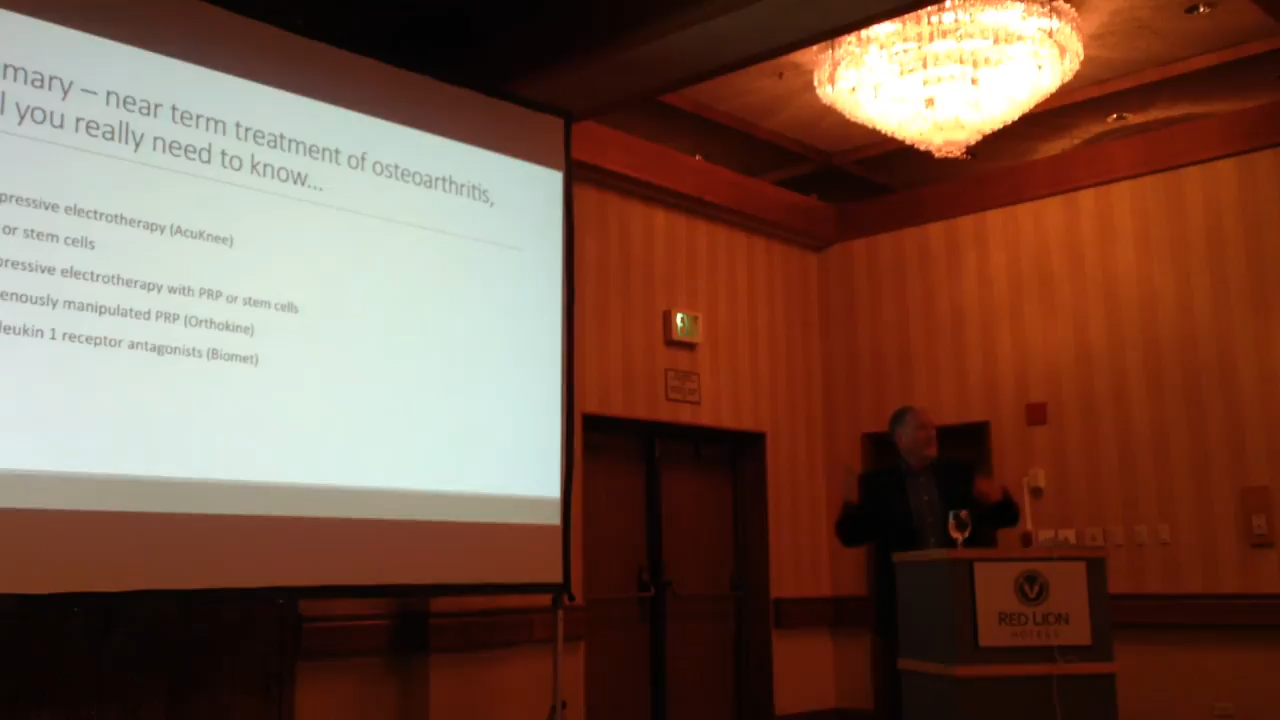 mary – near term treatment of osteoarthritis,
l you really need to know...
pressive electrotherapy (AcuKnee)
or stem cells
pressive electrotherapy with PRP or stem cells
enously manipulated PRP (Orthokine)
leukin 1 receptor antagonists (Biomet)
RED LION
HOTELS